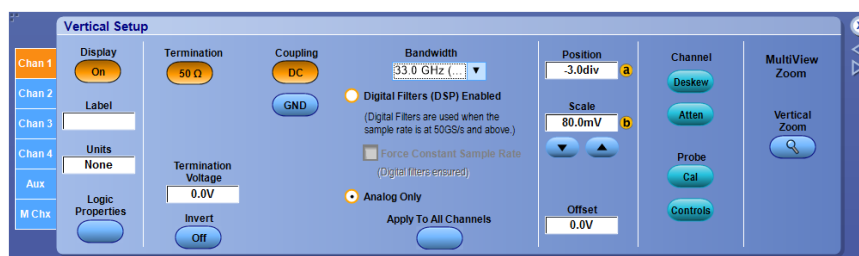 Vertical Setup
Chan 1
Chan 2
Chan 3
Chan 4
Aux
M Chx
Display
On
Label
Units
None
Logic
Properties
Termination
50 Ω
Termination
Voltage
0.0V
Invert
Off
Coupling
DC
GND
Bandwidth
33.0 GHz (... ▼
Digital Filters (DSP) Enabled
(Digital Filters are used when the
sample rate is at 50GS/s and above.)
Force Constant Sample Rate
(Digital filters ensured)
Analog Only
Apply To All Channels
Position
-3.0div a
Scale
80.0mV b
Offset
0.0V
Channel
Deskew
Atten
Probe
Cal
Controls
MultiView
Zoom
Vertical
Zoom